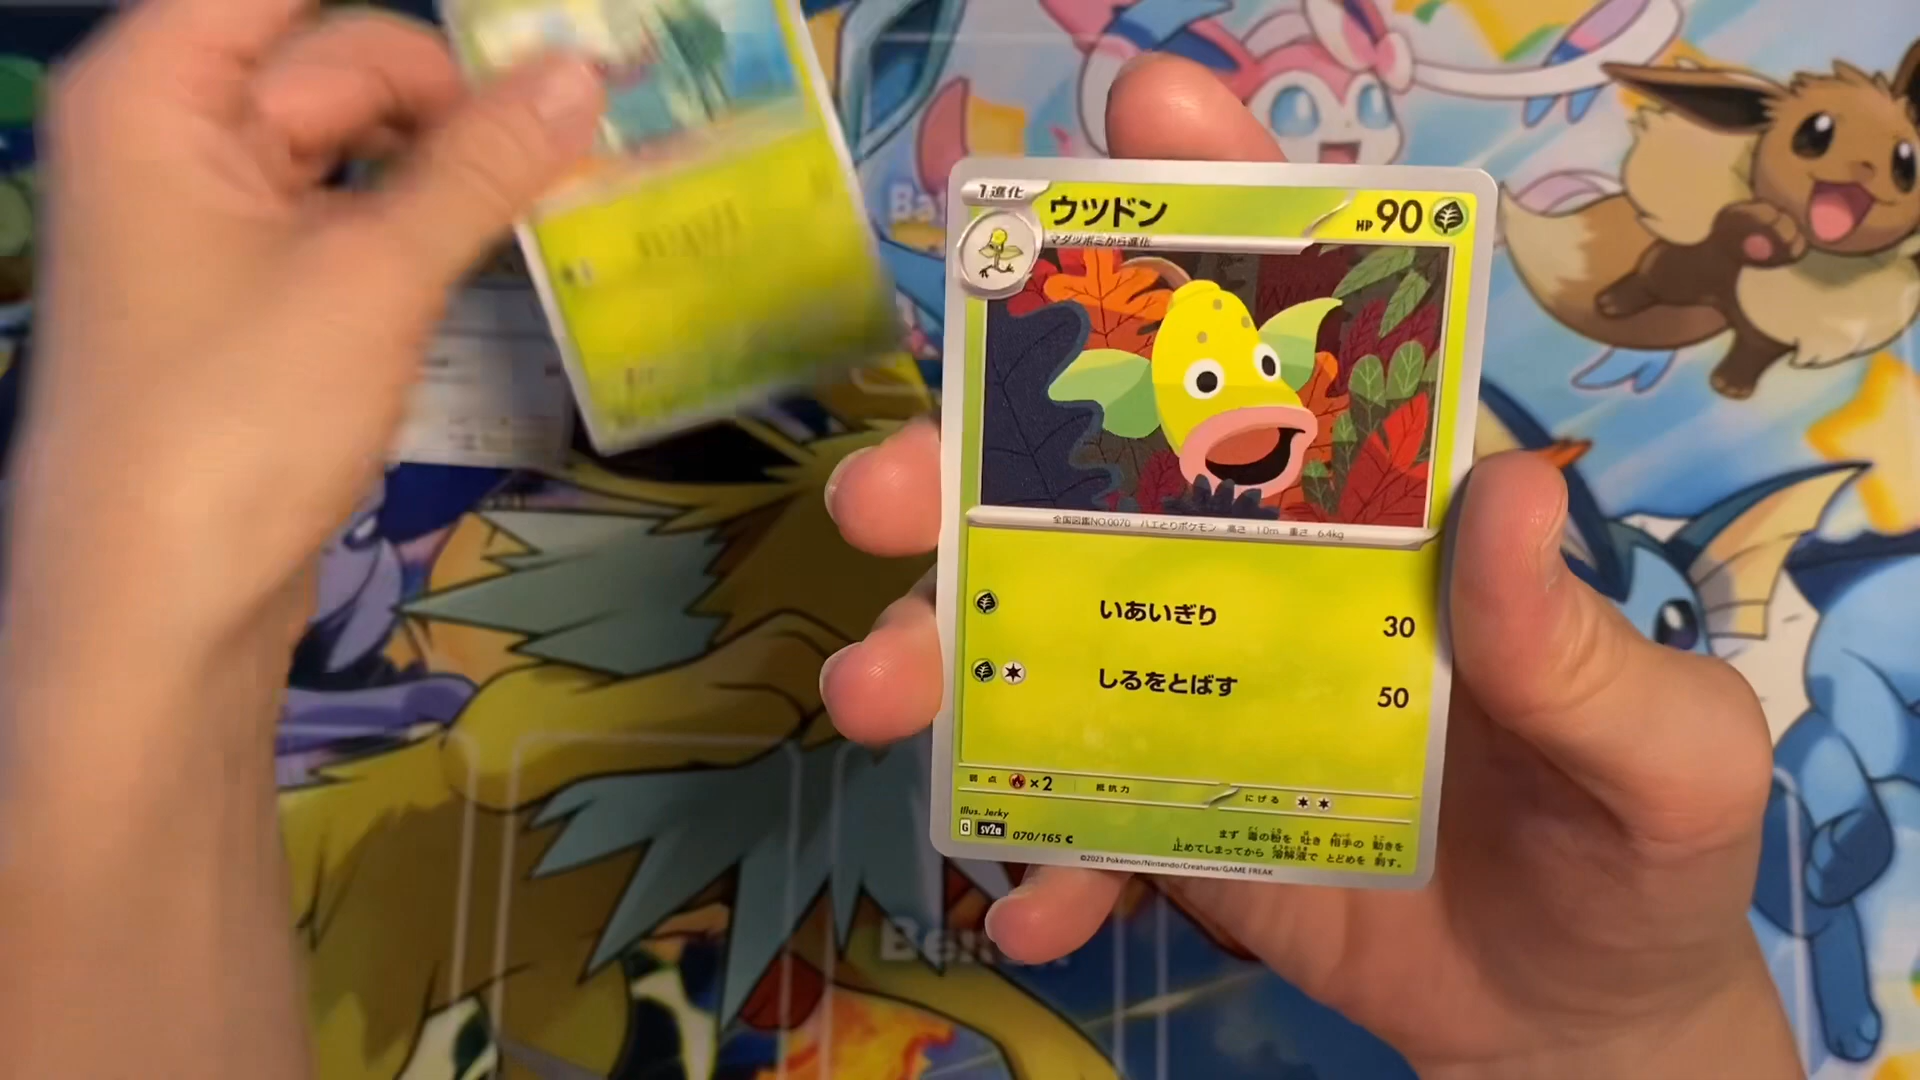 1進化
ウツドン
HP 90
マダツボミから進化
全国図鑑NO.0070 ハエとりポケモン 高さ 1.0m 重さ 6.4kg
いあいぎり 30
しるをとばす 50
弱点 ×2 抵抗力 にげる
Illus. Jerky
G sv2a 070/165 C
まず 毒の粉を 吐き 相手の 動きを
止めてしまってから 溶解液で とどめを 刺す。
©2023 Pokémon/Nintendo/Creatures/GAME FREAK